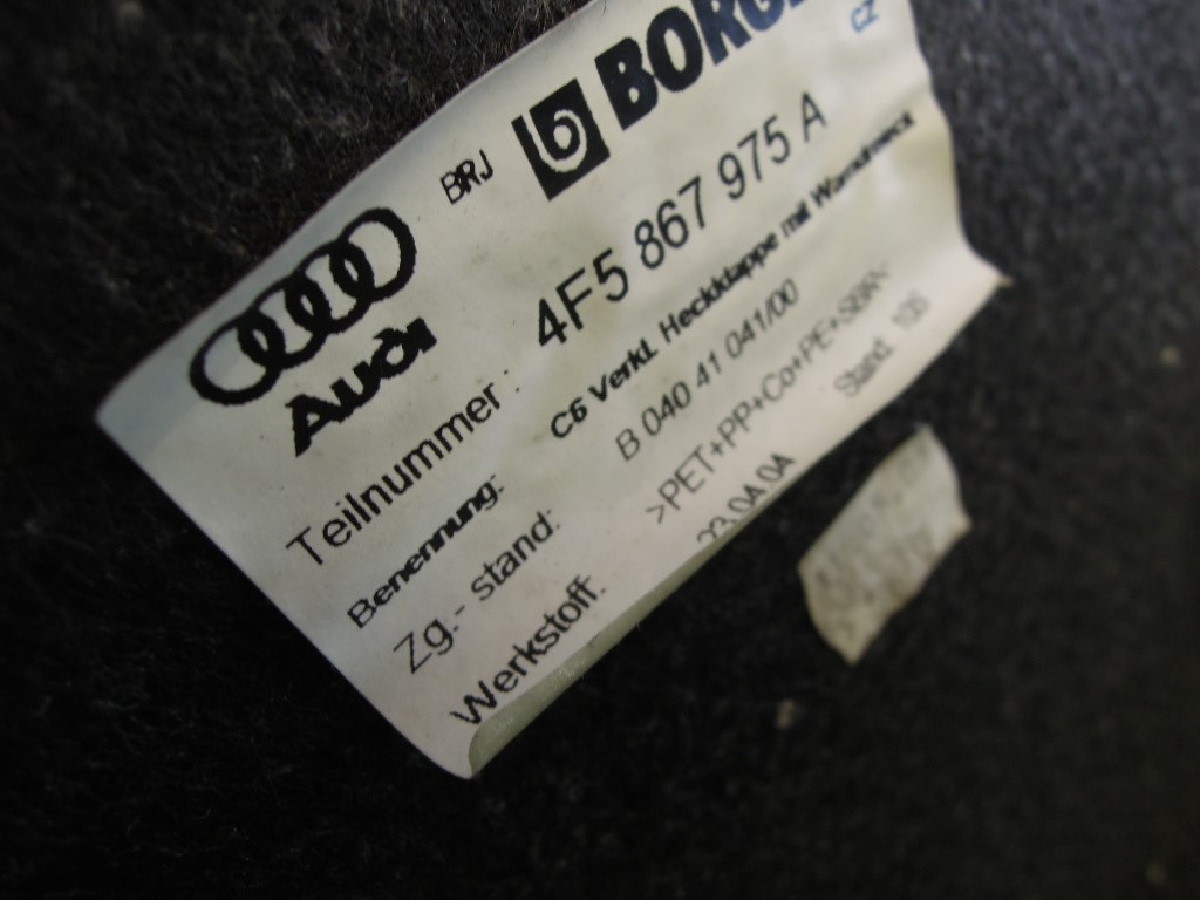 BORG
CZ
BRJ
Audi
Teilnummer: 4F5 867 975 A
Benennung: C6 Verkl. Heckklappe mit Warndreieck
Zg.- stand: B 040 41 041/00
Werkstoff: >PET+PP+Co+PE+SBR<
23.04.04 Stand: